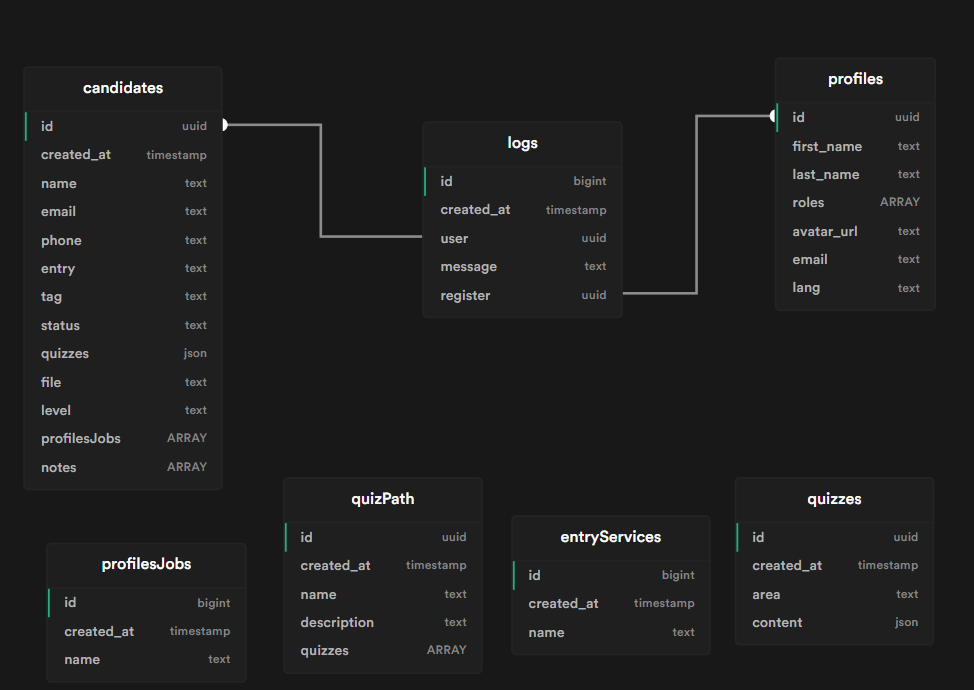 candidates
id uuid
created_at timestamp
name text
email text
phone text
entry text
tag text
status text
quizzes json
file text
level text
profilesJobs ARRAY
notes ARRAY
logs
id bigint
created_at timestamp
user uuid
message text
register uuid
profiles
id uuid
first_name text
last_name text
roles ARRAY
avatar_url text
email text
lang text
profilesJobs
id bigint
created_at timestamp
name text
quizPath
id uuid
created_at timestamp
name text
description text
quizzes ARRAY
entryServices
id bigint
created_at timestamp
name text
quizzes
id uuid
created_at timestamp
area text
content json